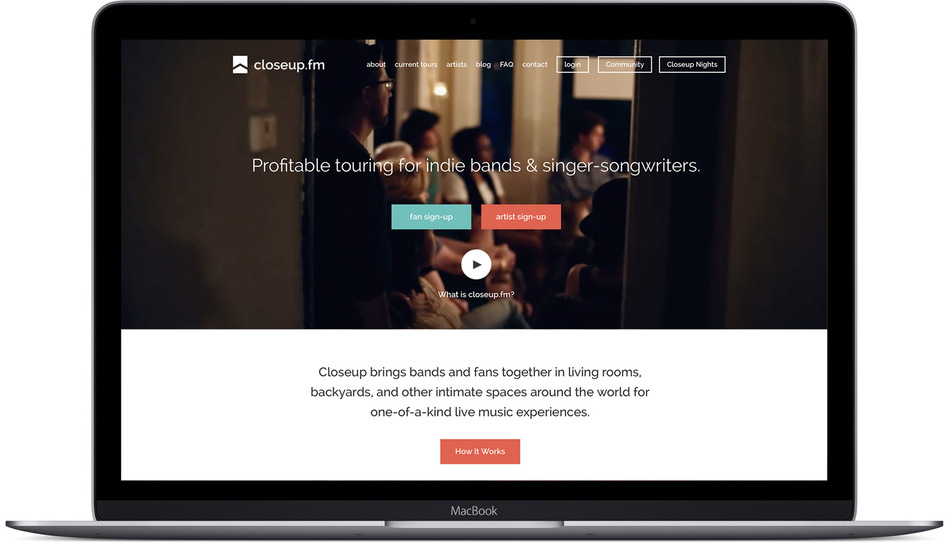 closeup.fm
about current tours artists blog FAQ contact login Community Closeup Nights
Profitable touring for indie bands & singer-songwriters.
fan sign-up artist sign-up
What is closeup.fm?
Closeup brings bands and fans together in living rooms,
backyards, and other intimate spaces around the world for
one-of-a-kind live music experiences.
How It Works
MacBook